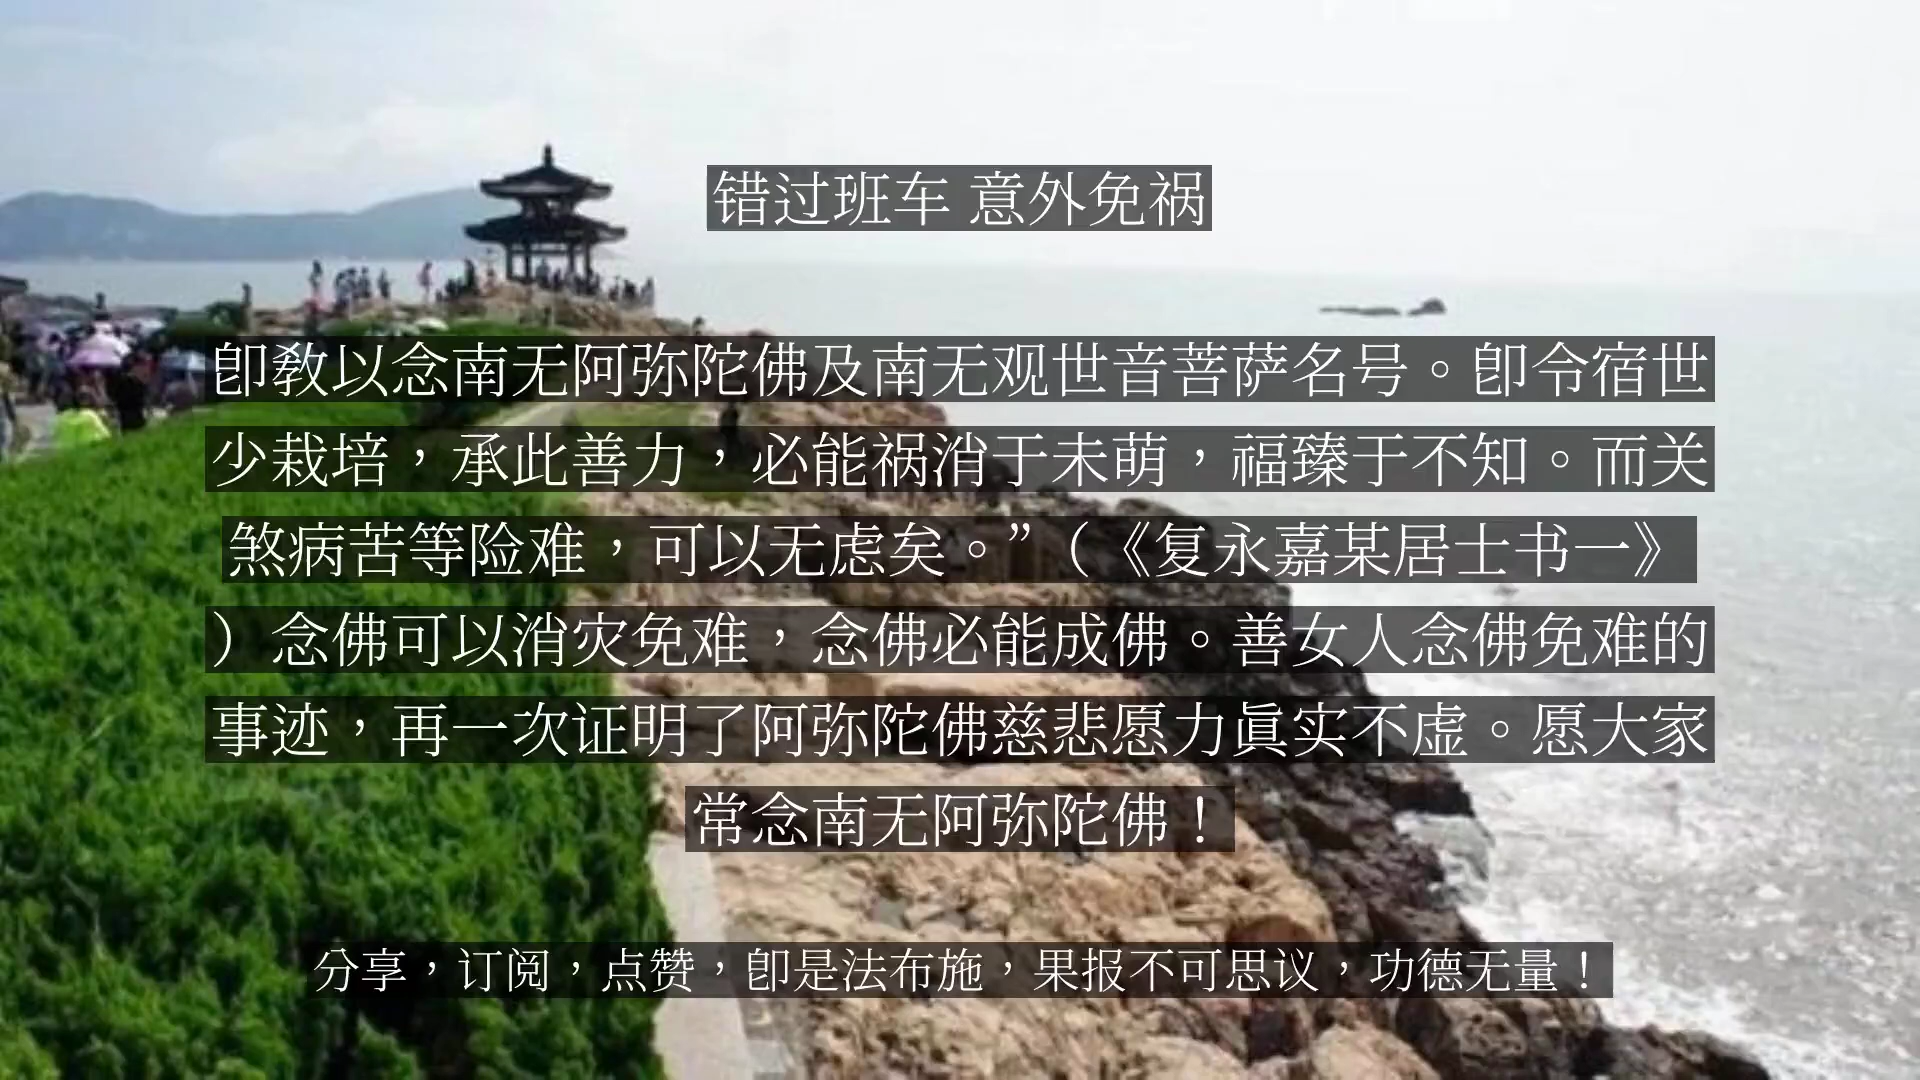 错过班车 意外免祸
卽敎以念南无阿弥陀佛及南无观世音菩萨名号。卽令宿世
少栽培，承此善力，必能祸消于未萌，福臻于不知。而关
煞病苦等险难，可以无虑矣。”（《复永嘉某居士书一》
）念佛可以消灾免难，念佛必能成佛。善女人念佛免难的
事迹，再一次证明了阿弥陀佛慈悲愿力眞实不虚。愿大家
常念南无阿弥陀佛！
分享，订阅，点赞，卽是法布施，果报不可思议，功德无量！